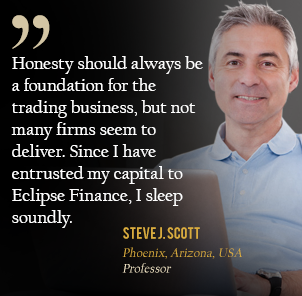 ”
Honesty should always be
a foundation for the
trading business, but not
many firms seem to
deliver. Since I have
entrusted my capital to
Eclipse Finance, I sleep
soundly.
STEVE J. SCOTT
Phoenix, Arizona, USA
Professor